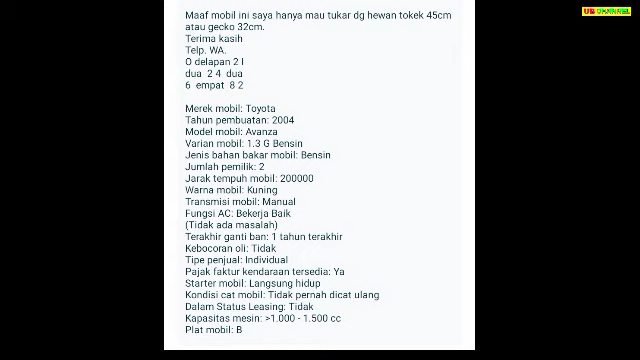 UB CHANNEL
Maaf mobil ini saya hanya mau tukar dg hewan tokek 45cm
atau gecko 32cm.
Terima kasih
Telp. WA.
O delapan 2 l
dua 2 4 dua
6 empat 8 2
Merek mobil: Toyota
Tahun pembuatan: 2004
Model mobil: Avanza
Varian mobil: 1.3 G Bensin
Jenis bahan bakar mobil: Bensin
Jumlah pemilik: 2
Jarak tempuh mobil: 200000
Warna mobil: Kuning
Transmisi mobil: Manual
Fungsi AC: Bekerja Baik
(Tidak ada masalah)
Terakhir ganti ban: 1 tahun terakhir
Kebocoran oli: Tidak
Tipe penjual: Individual
Pajak faktur kendaraan tersedia: Ya
Starter mobil: Langsung hidup
Kondisi cat mobil: Tidak pernah dicat ulang
Dalam Status Leasing: Tidak
Kapasitas mesin: >1.000 - 1.500 cc
Plat mobil: B